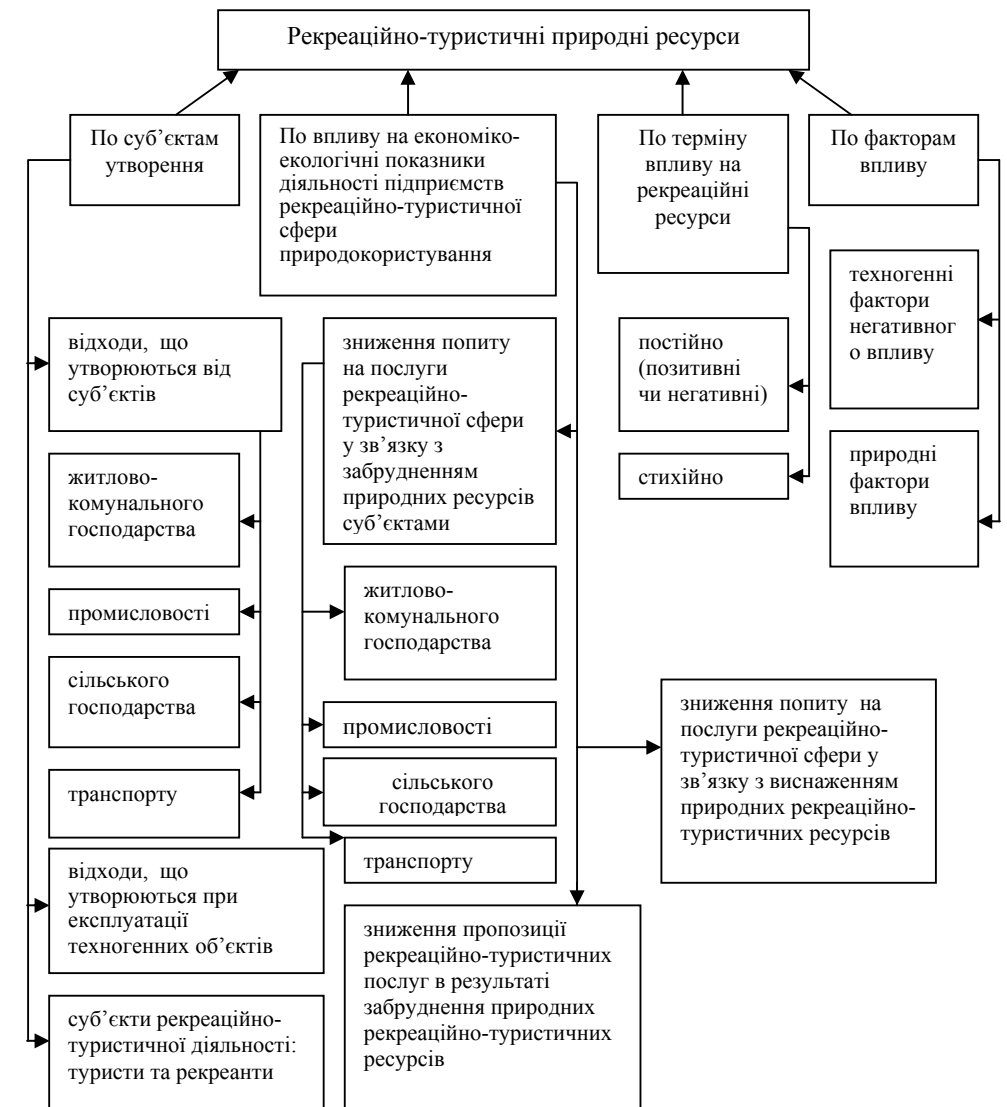 Рекреаційно-туристичні природні ресурси
По суб’єктам
утворення
По впливу на економіко-
екологічні показники
діяльності підприємств
рекреаційно-туристичної
сфери
природокористування
По терміну
впливу на
рекреаційні
ресурси
По факторам
впливу
відходи, що
утворюються від
суб’єктів
житлово-
комунального
господарства
промисловості
сільського
господарства
транспорту
відходи, що
утворюються при
експлуатації
техногенних об’єктів
суб’єкти рекреаційно-
туристичної діяльності:
туристи та рекреанти
зниження попиту
на послуги
рекреаційно-
туристичної сфери
у зв’язку з
забрудненням
природних ресурсів
суб’єктами
житлово-
комунального
господарства
промисловості
сільського
господарства
транспорту
зниження пропозиції
рекреаційно-туристичних
послуг в результаті
забруднення природних
рекреаційно-туристичних
ресурсів
зниження попиту на
послуги рекреаційно-
туристичної сфери у
зв’язку з виснаженням
природних рекреаційно-
туристичних ресурсів
постійно
(позитивні
чи негативні)
стихійно
техногенні
фактори
негативног
о впливу
природні
фактори
впливу